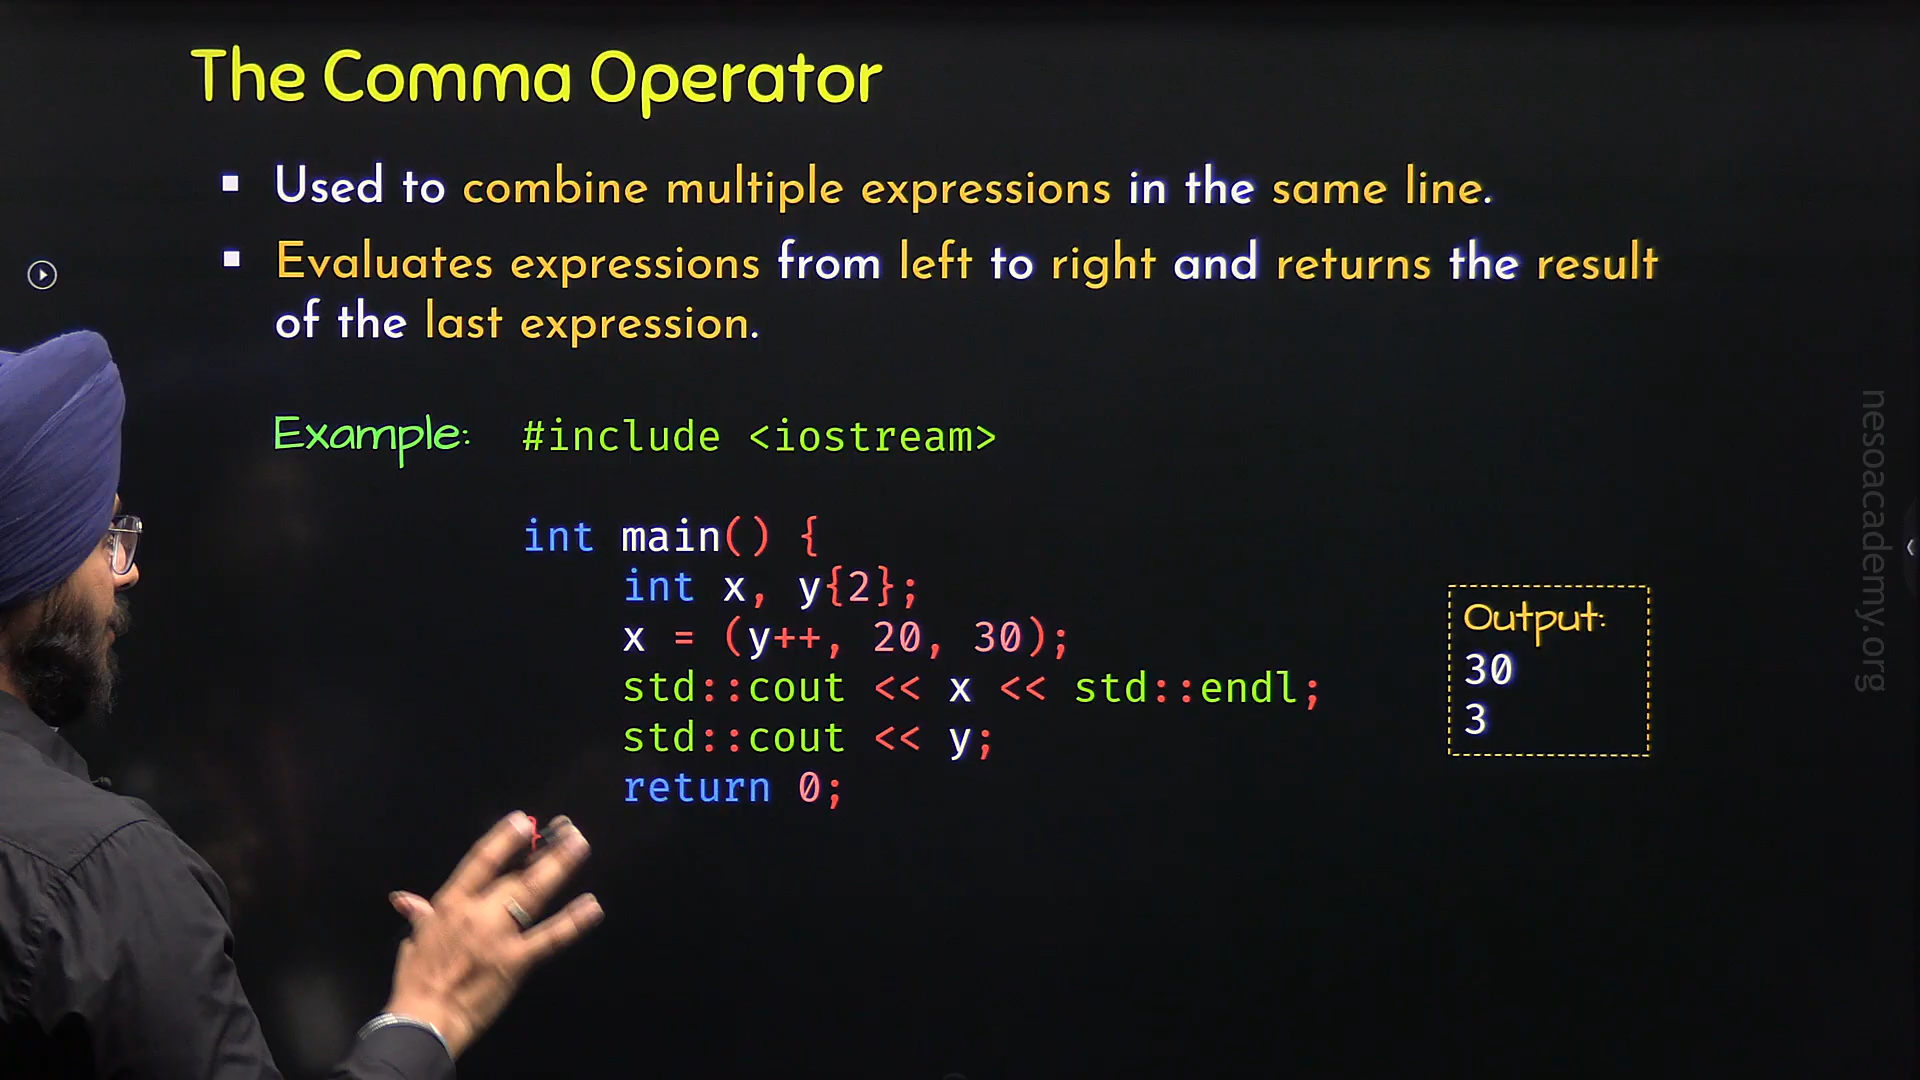 The Comma Operator
▪ Used to combine multiple expressions in the same line.
▪ Evaluates expressions from left to right and returns the result
of the last expression.
Example: #include <iostream>
int main() {
    int x, y{2};
    x = (y++, 20, 30);
    std::cout << x << std::endl;
    std::cout << y;
    return 0;
}
Output:
30
3
nesoacademy.org